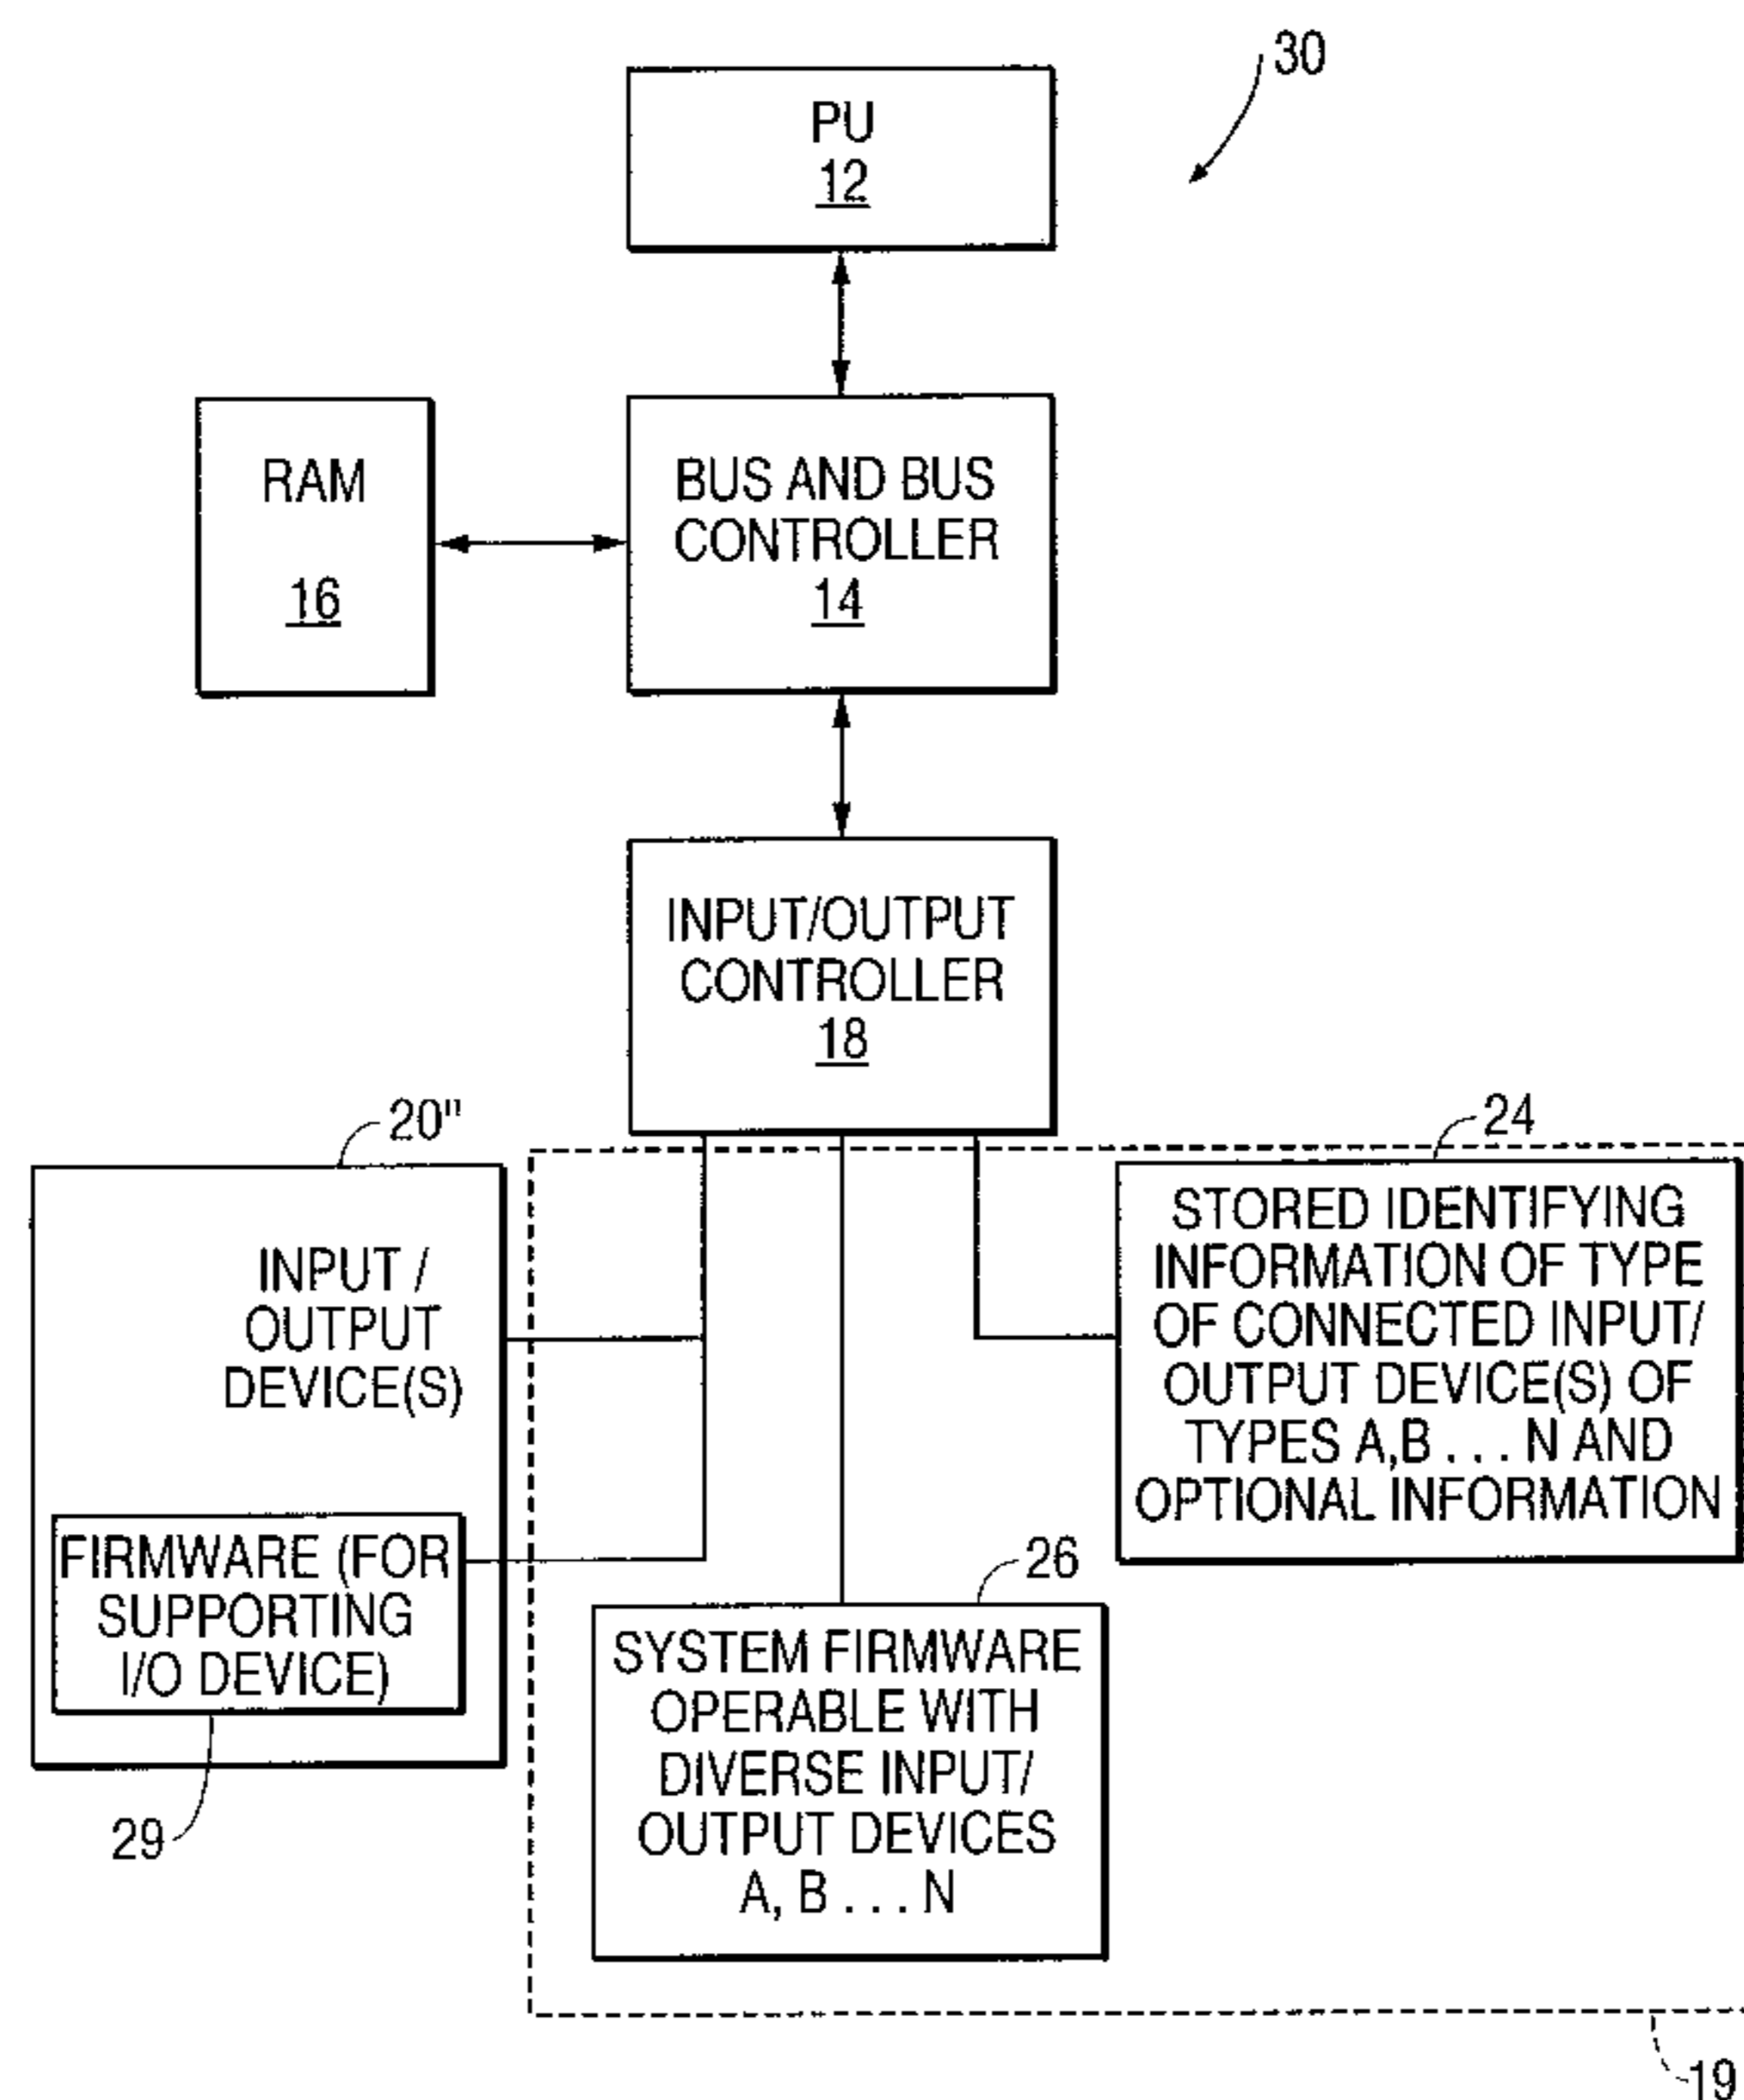 30
PU
12
RAM
16
BUS AND BUS
CONTROLLER
14
INPUT/OUTPUT
CONTROLLER
18
20"
INPUT /
OUTPUT
DEVICE(S)
FIRMWARE (FOR
SUPPORTING
I/O DEVICE)
29
24
STORED IDENTIFYING
INFORMATION OF TYPE
OF CONNECTED INPUT/
OUTPUT DEVICE(S) OF
TYPES A,B . . . N AND
OPTIONAL INFORMATION
26
SYSTEM FIRMWARE
OPERABLE WITH
DIVERSE INPUT/
OUTPUT DEVICES
A, B . . . N
19